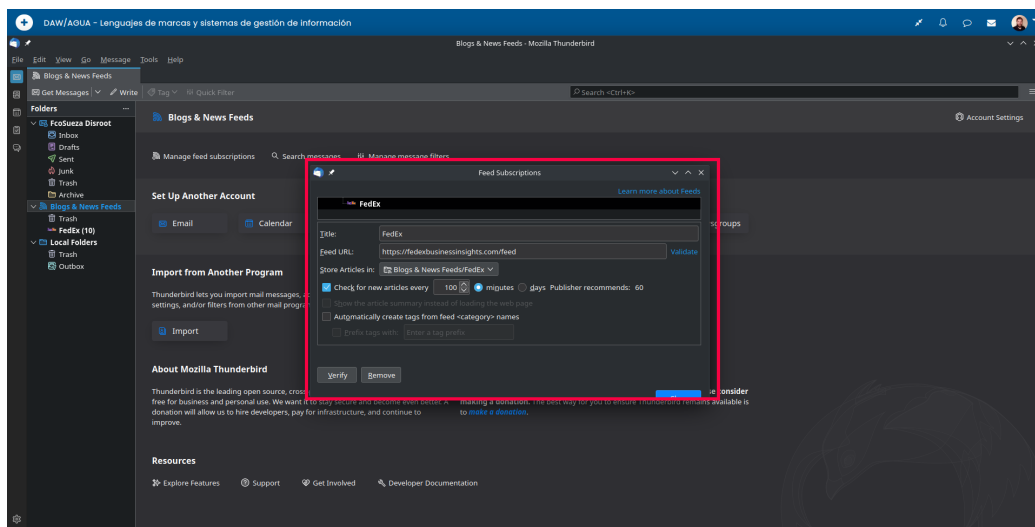 DAW/AGUA - Lenguajes de marcas y sistemas de gestión de información
Blogs & News Feeds - Mozilla Thunderbird
File Edit View Go Message Tools Help
Blogs & News Feeds
Get Messages Write Tag Quick Filter Search <Ctrl+K>
Folders
FcoSueza Disroot
Inbox
Drafts
Sent
Junk
Trash
Archive
Blogs & News Feeds
Trash
FedEx (10)
Local Folders
Trash
Outbox
Blogs & News Feeds
Account Settings
Manage feed subscriptions Search messages Manage message filters
Set Up Another Account
Email Calendar
Import from Another Program
Thunderbird lets you import mail messages,
settings, and/or filters from other mail
Import
About Mozilla Thunderbird
Thunderbird is the leading open source,
free for business and personal use. We want it to stay secure and become even better. A
donation will allow us to hire developers, pay for infrastructure, and continue to
improve.
consider
making a donation. The best way for you to ensure Thunderbird remains available is
to make a donation.
Resources
Explore Features Support Get Involved Developer Documentation
Feed Subscriptions
Learn more about Feeds
FedEx
Title: FedEx
Feed URL: https://fedexbusinessinsights.com/feed Validate
Store Articles in: Blogs & News Feeds/FedEx
Check for new articles every 100 minutes days Publisher recommends: 60
Show the article summary instead of loading the web page
Automatically create tags from feed <category> names
Prefix tags with: Enter a tag prefix
Verify Remove